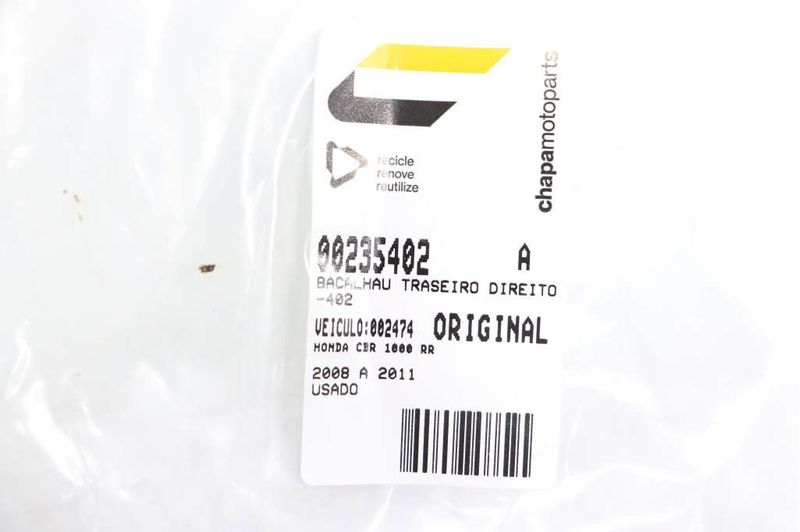 chapamotoparts
recicle
renove
reutilize
00235402 A
BACALHAU TRASEIRO DIREITO
-402
VEICULO:002474 ORIGINAL
HONDA CBR 1000 RR
2008 A 2011
USADO